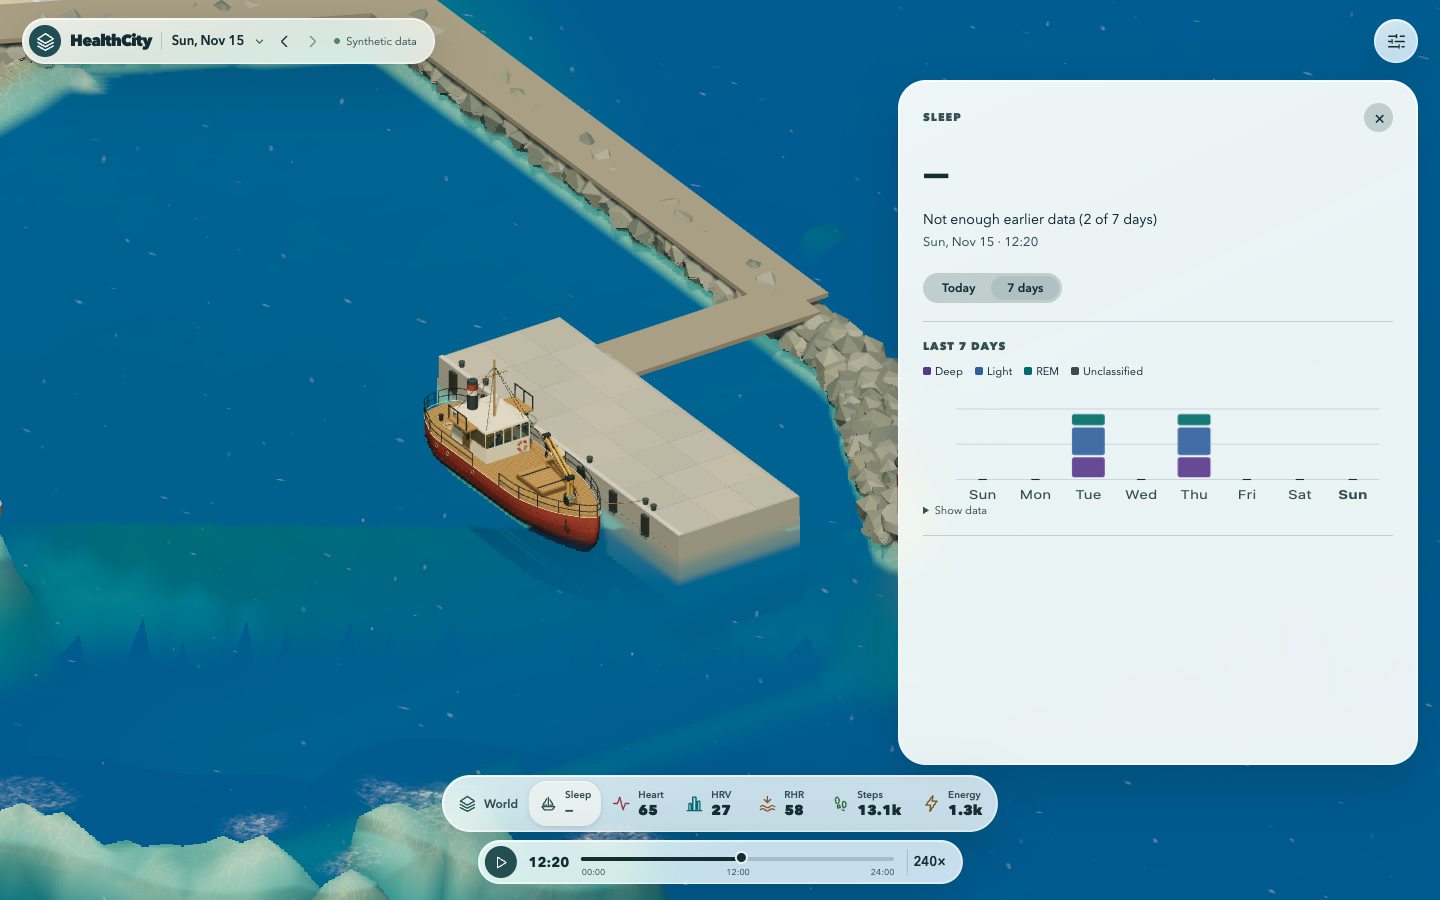 HealthCity Sun, Nov 15 Synthetic data
SLEEP
–
Not enough earlier data (2 of 7 days)
Sun, Nov 15 · 12:20
Today 7 days
LAST 7 DAYS
Deep Light REM Unclassified
Sun Mon Tue Wed Thu Fri Sat Sun
Show data
World
Sleep –
Heart 65
HRV 27
RHR 58
Steps 13.1k
Energy 1.3k
12:20
00:00 12:00 24:00
240×